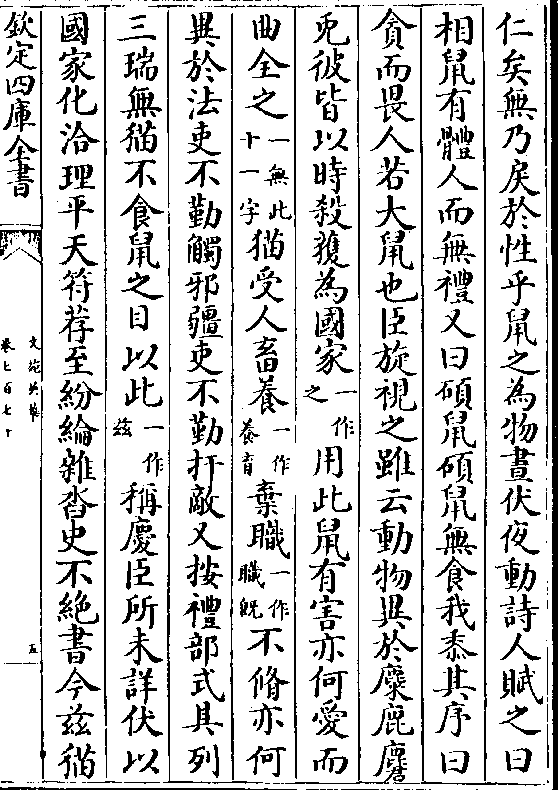 仁矣無乃戾於性乎鼠之為物晝伏夜動詩人賦之曰
相鼠有體人而無禮又曰碩鼠碩鼠無食我黍其序曰
貪而畏人若大鼠也臣旋視之雖云動物異於麋鹿麏
兎彼皆以時殺獲為國家一作之用此鼠有害亦何愛而
曲全之一無此十一字猫受人畜養一作養育棄職一作職既不脩亦何
異於法吏不勤觸邪疆吏不勤扞敵又按禮部式具列
三瑞無猫不食鼠之目以此一作兹稱慶臣所未詳伏以
國家化洽理平天符荐至紛綸雜沓史不絶書今兹猫
欽定四庫全書
文苑英華
卷七百七十
五